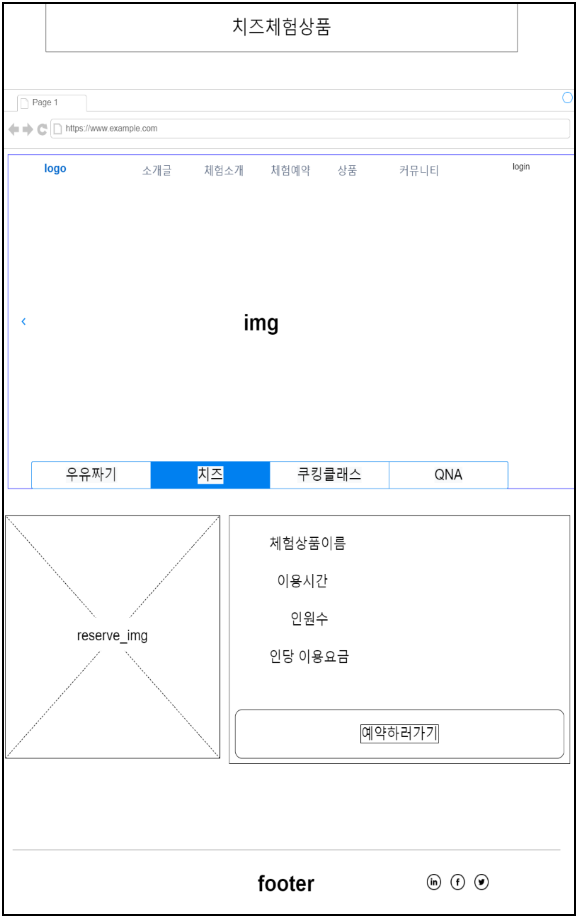 치즈체험상품
Page 1
https://www.example.com
logo 소개글 체험소개 체험예약 상품 커뮤니티 login
img
우유짜기 치즈 쿠킹클래스 QNA
체험상품이름
이용시간
인원수
reserve_img
인당 이용요금
예약하러가기
footer in f